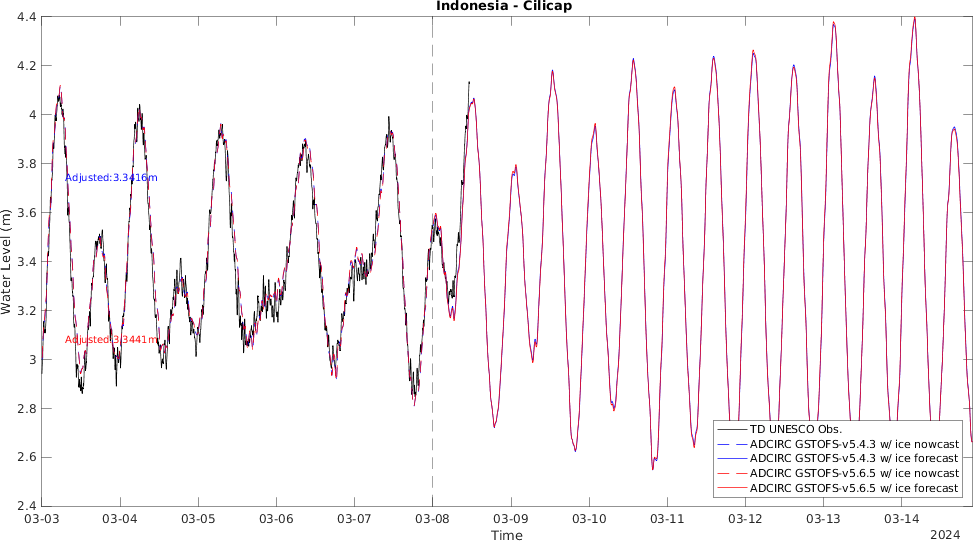 Indonesia - Cilicap
4.4
4.2
4
3.8
3.6
3.4
3.2
3
2.8
2.6
2.4
Water Level (m)
Adjusted:3.3416m
Adjusted:3.3441m
TD UNESCO Obs.
ADCIRC GSTOFS-v5.4.3 w/ ice nowcast
ADCIRC GSTOFS-v5.4.3 w/ ice forecast
ADCIRC GSTOFS-v5.6.5 w/ ice nowcast
ADCIRC GSTOFS-v5.6.5 w/ ice forecast
03-03 03-04 03-05 03-06 03-07 03-08 03-09 03-10 03-11 03-12 03-13 03-14
Time
2024